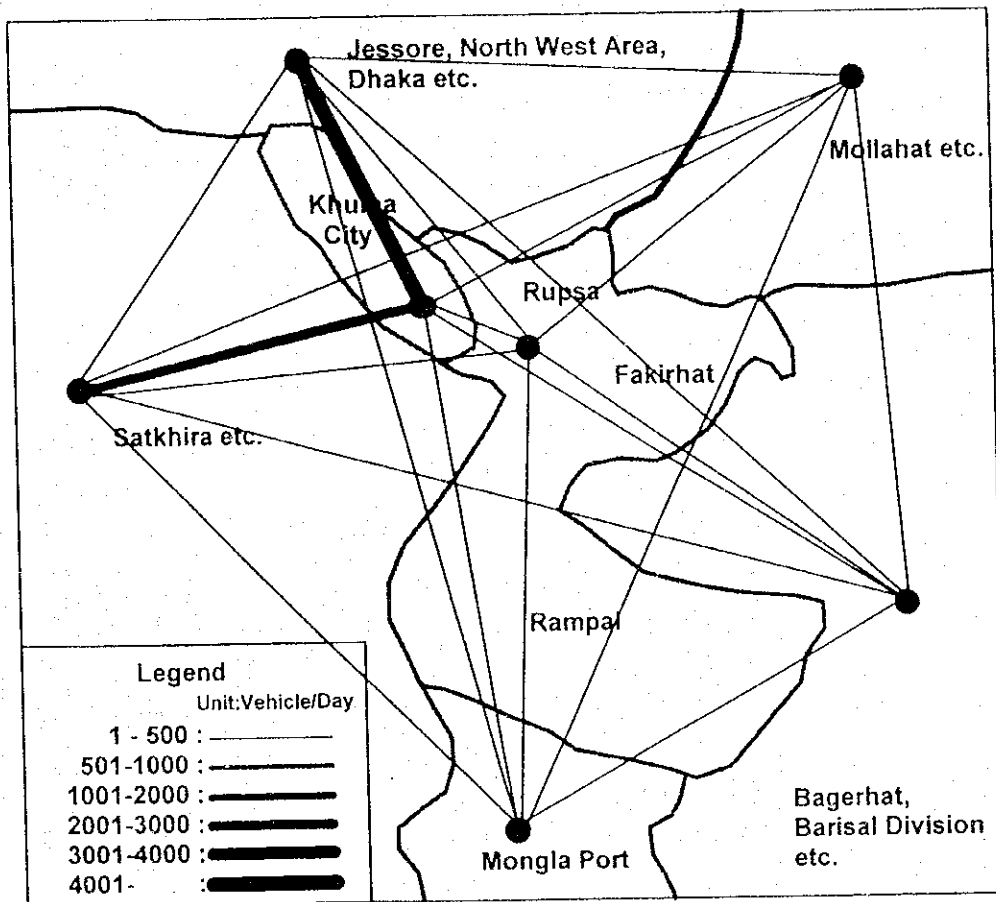 Jessore, North West Area,
Dhaka etc.
Mollahat etc.
Khulna
City
Rupsa
Fakirhat
Satkhira etc.
Rampal
Legend
Unit:Vehicle/Day
1 - 500 :
501-1000 :
1001-2000 :
2001-3000 :
3001-4000 :
4001- :
Mongla Port
Bagerhat,
Barisal Division
etc.